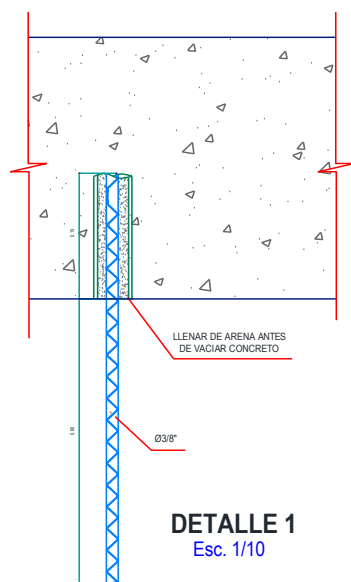 LLENAR DE ARENA ANTES
DE VACIAR CONCRETO
Ø3/8"
DETALLE 1
Esc. 1/10